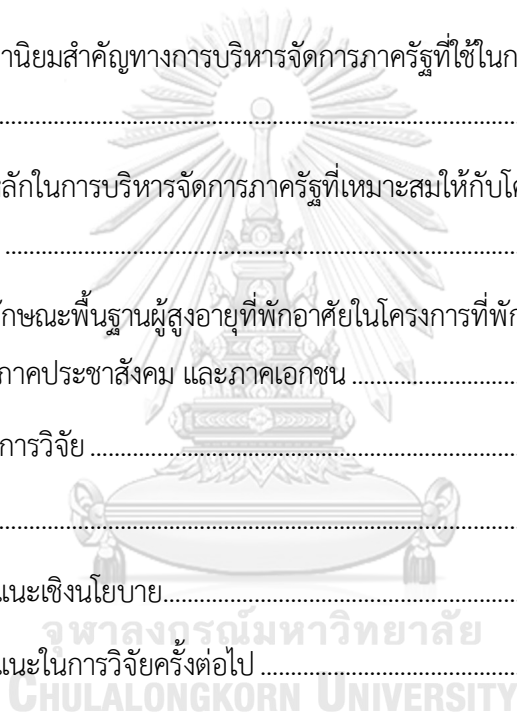 านิยมสำคัญทางการบริหารจัดการภาครัฐที่ใช้ในก
................................................................................
ลักในการบริหารจัดการภาครัฐที่เหมาะสมให้กับโค
................................................................................
ักษณะพื้นฐานผู้สูงอายุที่พักอาศัยในโครงการที่พัก
ภาคประชาสังคม และภาคเอกชน ..........................
การวิจัย ......................................................................
................................................................................
แนะเชิงนโยบาย...........................................................
จุฬาลงกรณ์มหาวิทยาลัย
แนะในการวิจัยครั้งต่อไป .........................................
CHULALONGKORN UNIVERSITY